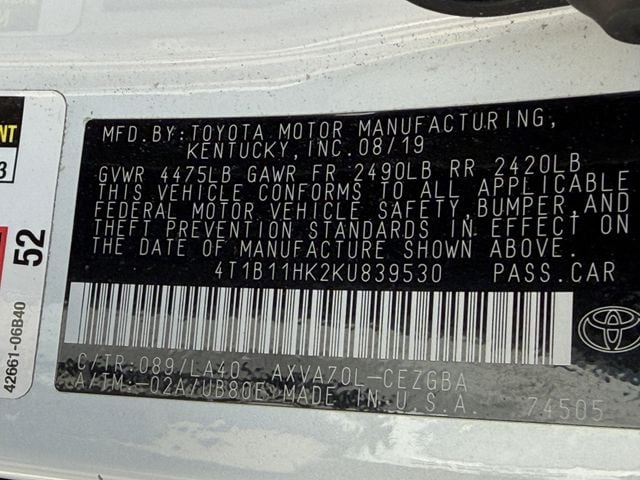 MFD.BY:TOYOTA MOTOR MANUFACTURING,
KENTUCKY, INC.08/19
GVWR 4475LB GAWR FR 2490LB RR 2420LB
THIS VEHICLE CONFORMS TO ALL APPLICABLE
FEDERAL MOTOR VEHICLE SAFETY,BUMPER,AND
THEFT PREVENTION STANDARDS IN EFFECT ON
THE DATE OF MANUFACTURE SHOWN ABOVE.
4T1B11HK2KU839530 PASS.CAR
C/TR.089/LA40 AXVA70L-CEZGBA
A/TM.-02A/UB80E MADE IN U.S.A. 74505
52
42661-06B40